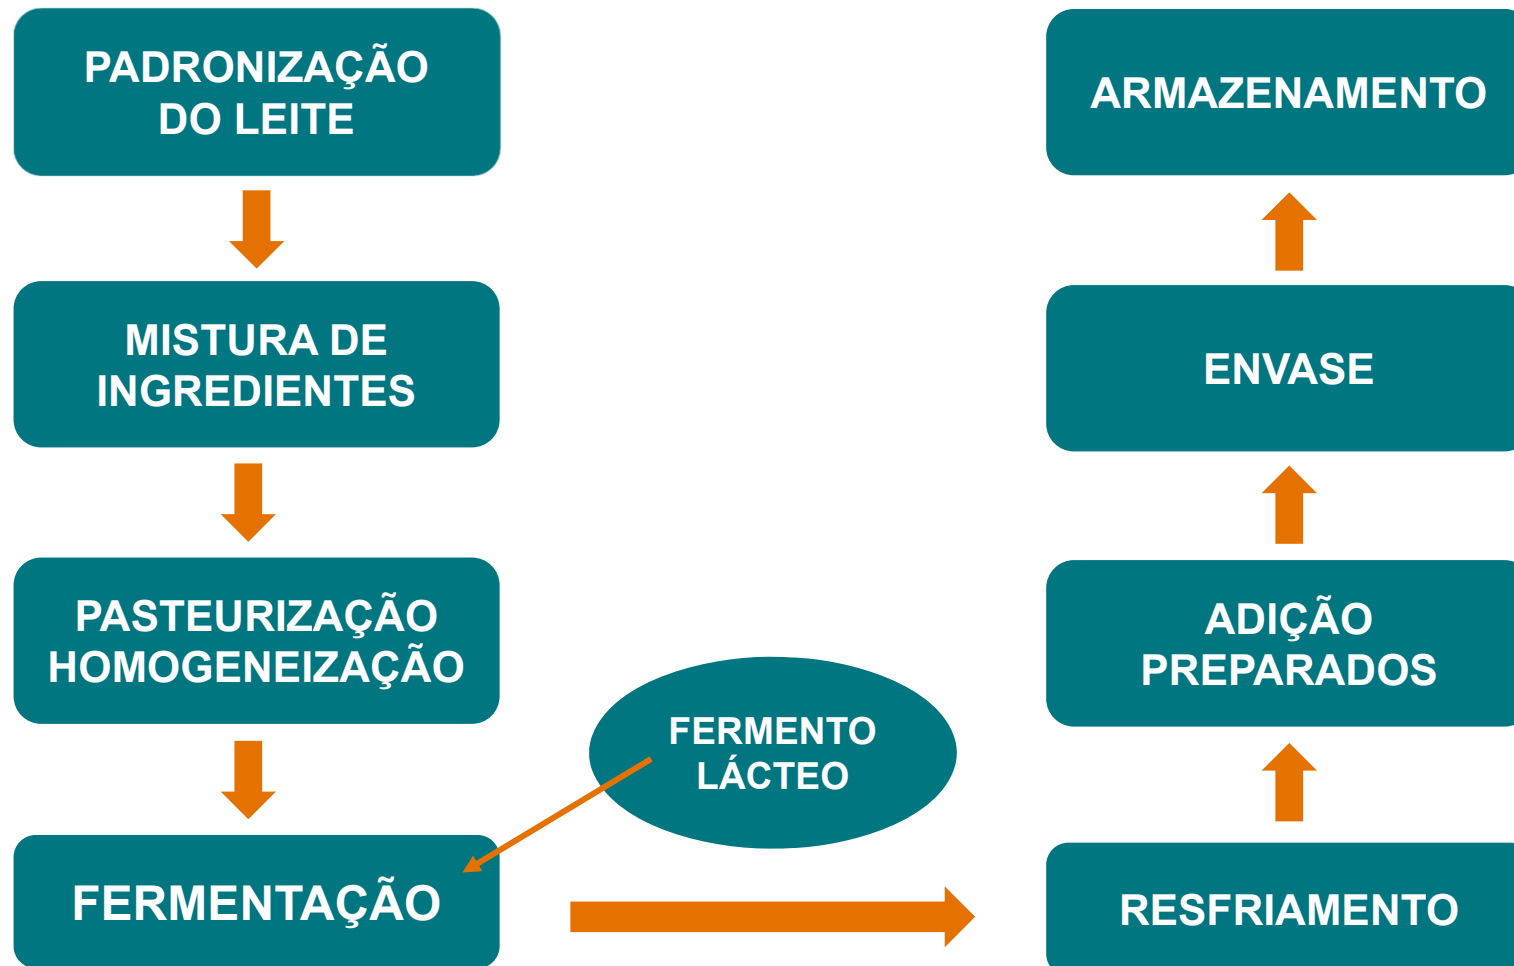 PADRONIZAÇÃO
DO LEITE
MISTURA DE
INGREDIENTES
PASTEURIZAÇÃO
HOMOGENEIZAÇÃO
FERMENTAÇÃO
FERMENTO
LÁCTEO
RESFRIAMENTO
ADIÇÃO
PREPARADOS
ENVASE
ARMAZENAMENTO